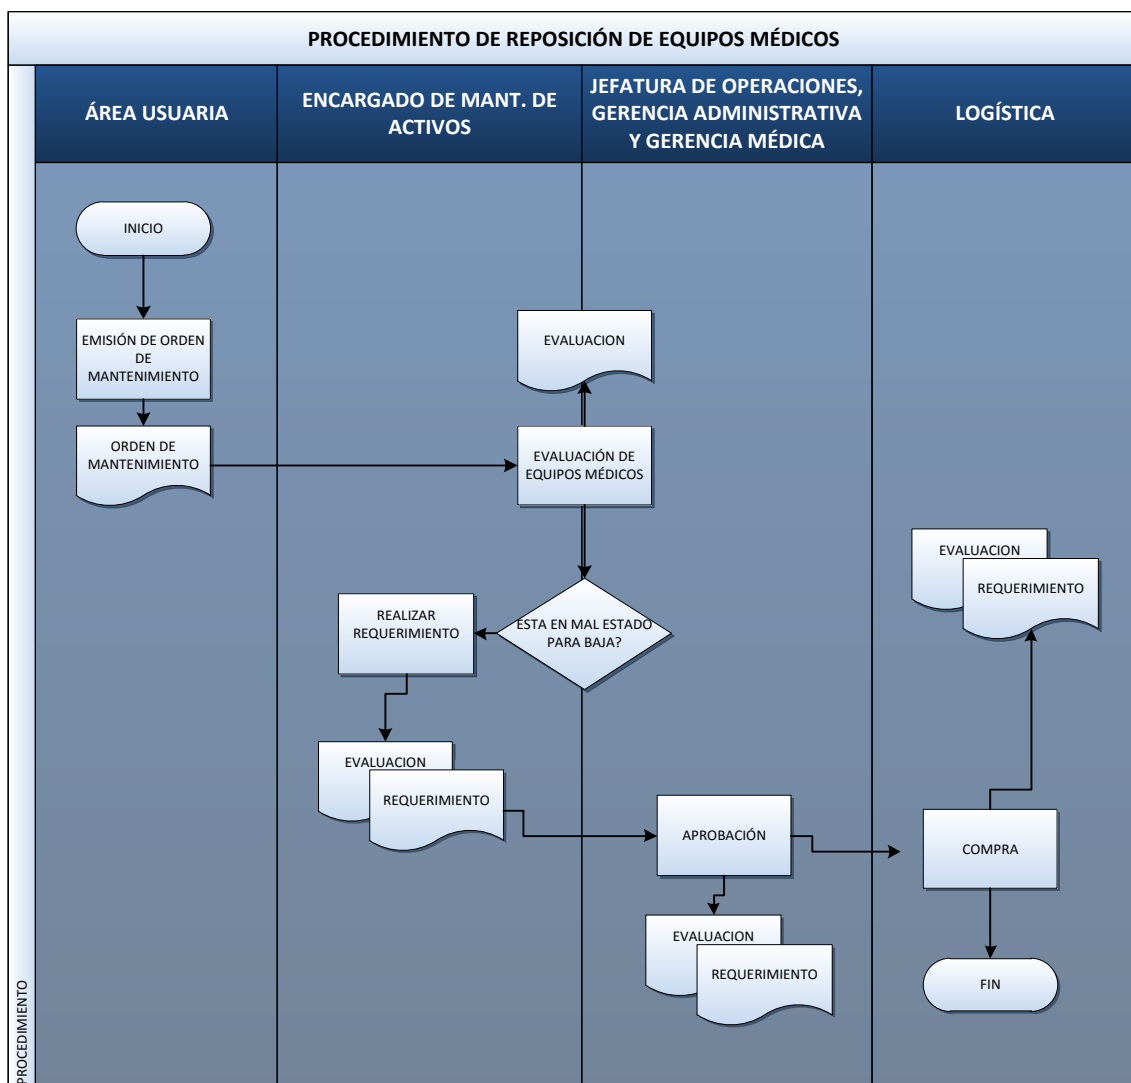 PROCEDIMIENTO DE REPOSICIÓN DE EQUIPOS MÉDICOS
ÁREA USUARIA
ENCARGADO DE MANT. DE
ACTIVOS
JEFATURA DE OPERACIONES,
GERENCIA ADMINISTRATIVA
Y GERENCIA MÉDICA
LOGÍSTICA
INICIO
EMISIÓN DE ORDEN
DE
MANTENIMIENTO
ORDEN DE
MANTENIMIENTO
EVALUACION
EVALUACIÓN DE
EQUIPOS MÉDICOS
ESTA EN MAL ESTADO
PARA BAJA?
REALIZAR
REQUERIMIENTO
EVALUACION
REQUERIMIENTO
APROBACIÓN
EVALUACION
REQUERIMIENTO
EVALUACION
REQUERIMIENTO
COMPRA
FIN
PROCEDIMIENTO